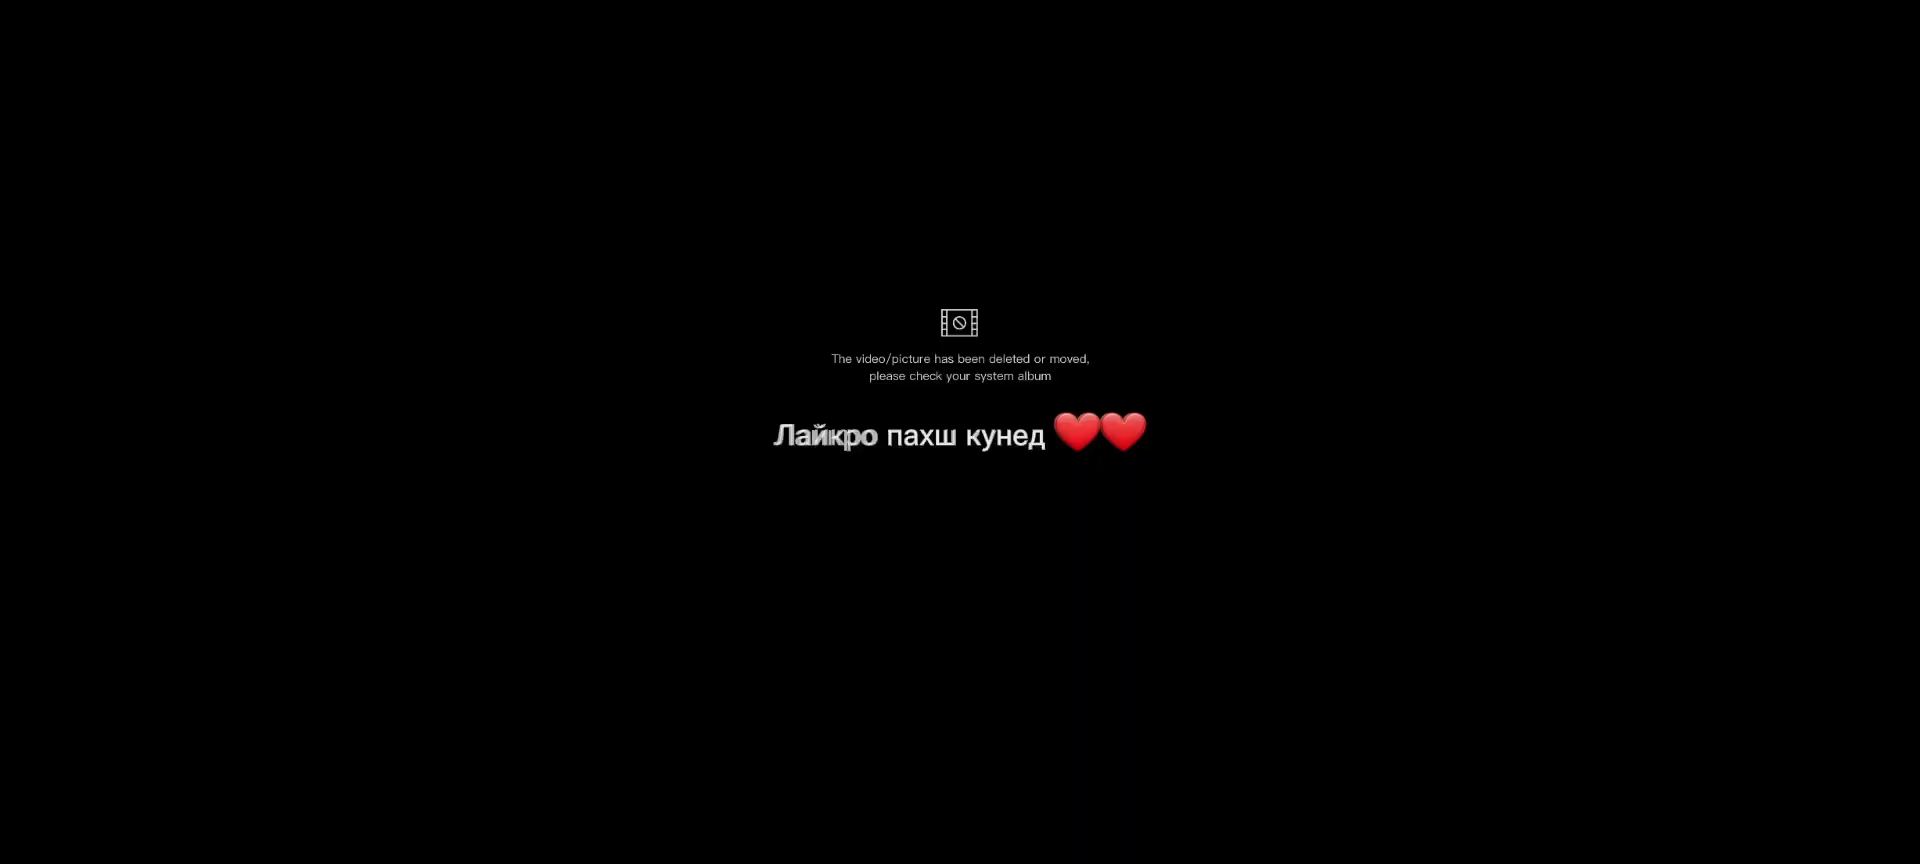 The video/picture has been deleted or moved,
please check your system album
Лайкро пахш кунед ❤️❤️